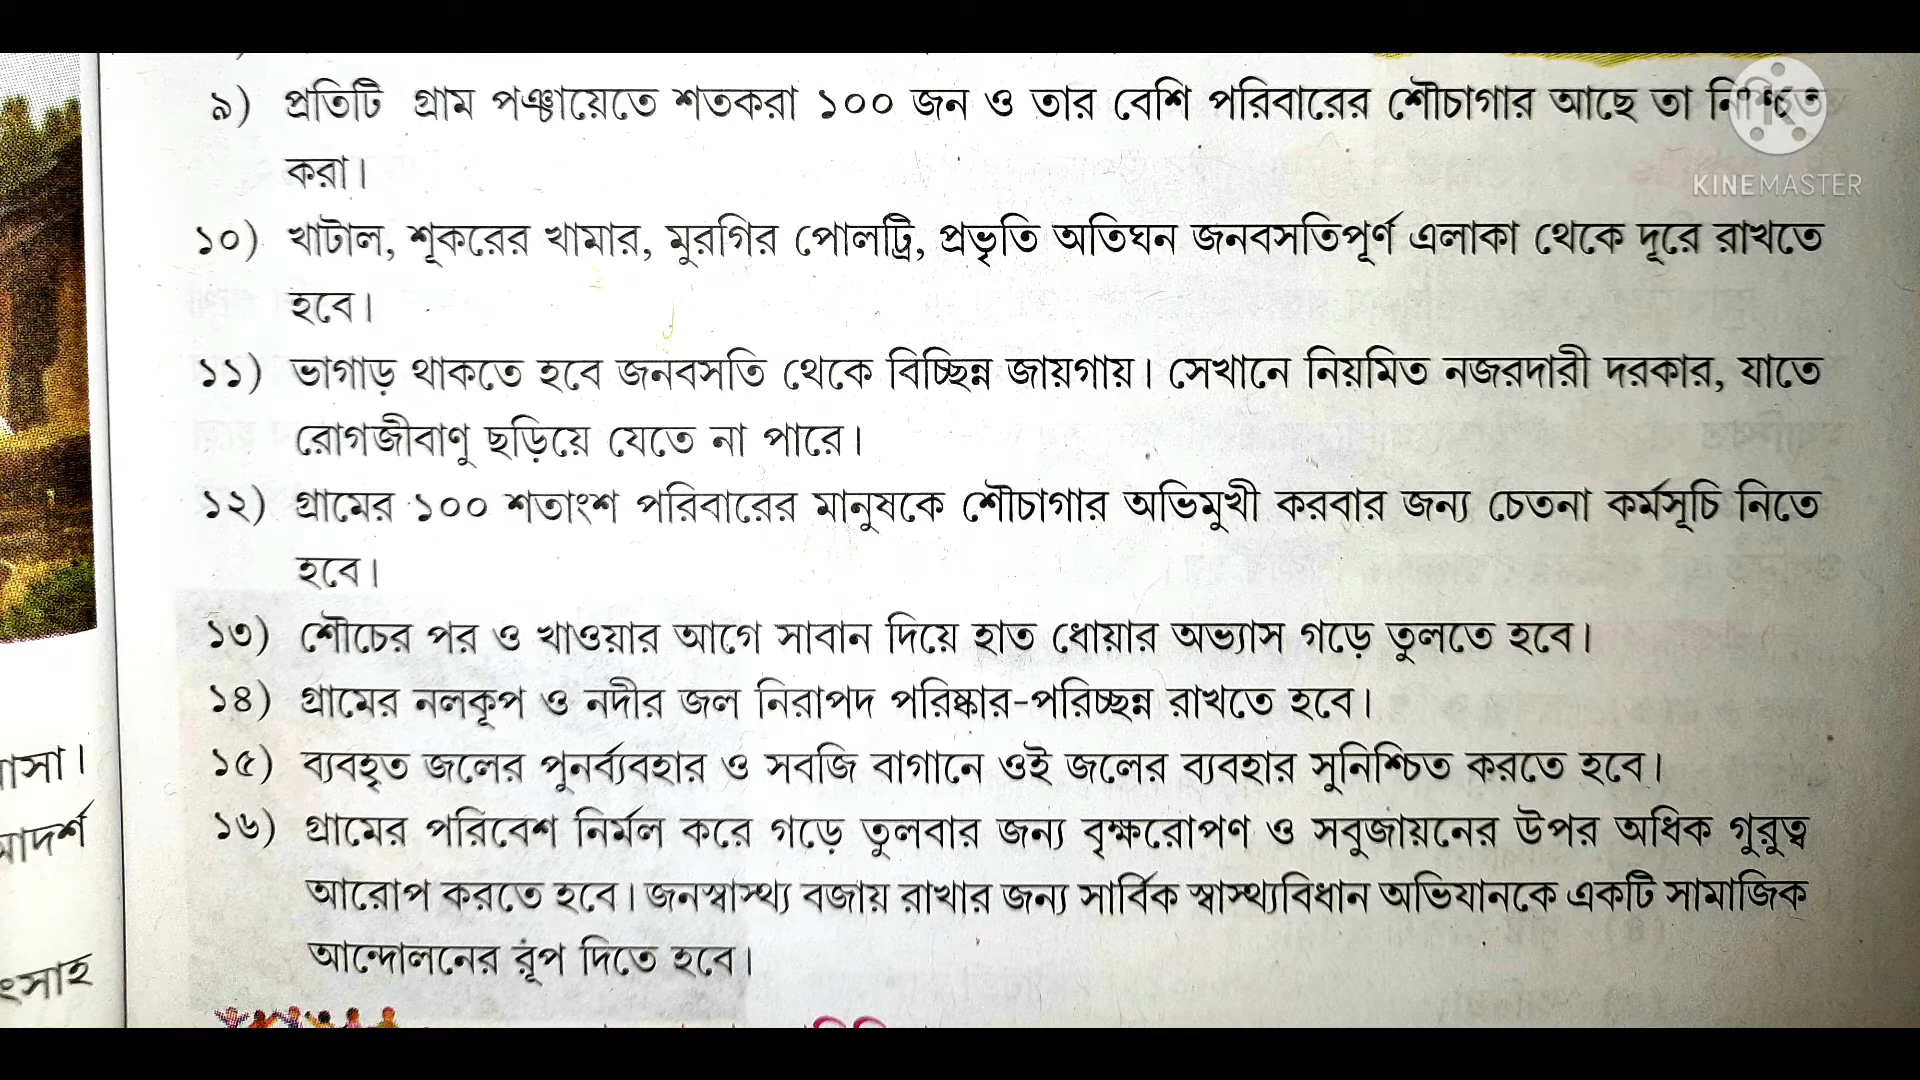 ৯) প্রতিটি গ্রাম পঞ্চায়েতে শতকরা ১০০ জন ও তার বেশি পরিবারের শৌচাগার আছে তা নিশ্চিত
করা।
KINEMASTER
১০) খাটাল, শূকরের খামার, মুরগির পোলট্রি, প্রভৃতি অতিঘন জনবসতিপূর্ণ এলাকা থেকে দূরে রাখতে
হবে।
১১) ভাগাড় থাকতে হবে জনবসতি থেকে বিচ্ছিন্ন জায়গায়। সেখানে নিয়মিত নজরদারী দরকার, যাতে
রোগজীবাণু ছড়িয়ে যেতে না পারে।
১২) গ্রামের ১০০ শতাংশ পরিবারের মানুষকে শৌচাগার অভিমুখী করবার জন্য চেতনা কর্মসূচি নিতে
হবে।
১৩) শৌচের পর ও খাওয়ার আগে সাবান দিয়ে হাত ধোয়ার অভ্যাস গড়ে তুলতে হবে।
১৪) গ্রামের নলকূপ ও নদীর জল নিরাপদ পরিষ্কার-পরিচ্ছন্ন রাখতে হবে।
১৫) ব্যবহৃত জলের পুনর্ব্যবহার ও সবজি বাগানে ওই জলের ব্যবহার সুনিশ্চিত করতে হবে।
১৬) গ্রামের পরিবেশ নির্মল করে গড়ে তুলবার জন্য বৃক্ষরোপণ ও সবুজায়নের উপর অধিক গুরুত্ব
আরোপ করতে হবে। জনস্বাস্থ্য বজায় রাখার জন্য সার্বিক স্বাস্থ্যবিধান অভিযানকে একটি সামাজিক
আন্দোলনের রূপ দিতে হবে।